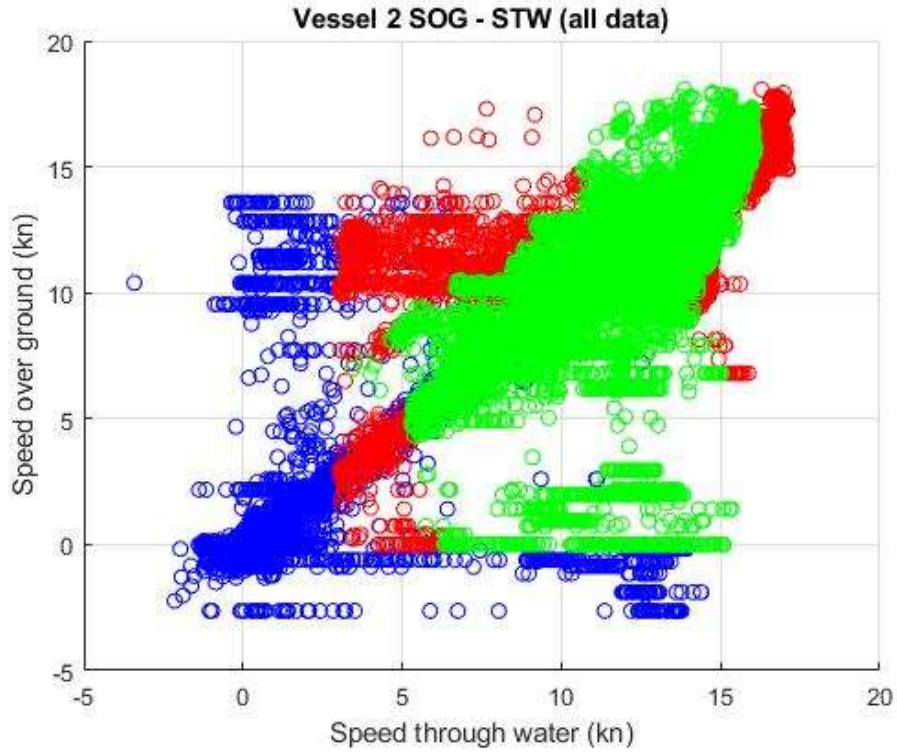 Vessel 2 SOG - STW (all data)
20
15
10
5
0
-5
Speed over ground (kn)
-5 0 5 10 15 20
Speed through water (kn)